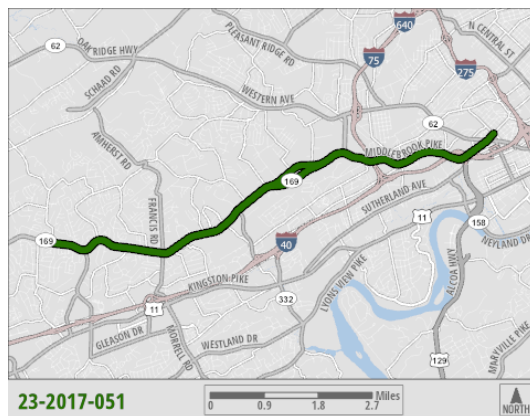 640
N CENTRAL ST
PLEASANT RIDGE RD
62
OAK RIDGE HWY
75
275
SCHAAD RD
WESTERN AVE
62
AMHERST RD
MIDDLEBROOK PIKE
169
SUTHERLAND AVE
FRANCIS RD
11
158
169
40
NEYLAND DR
KINGSTON PIKE
ALCOA HWY
LYONS VIEW PIKE
332
11
GLEASON DR
MORRELL RD
WESTLAND DR
129
MARYVILLE PIKE
23-2017-051
Miles
0 0.9 1.8 2.7
NORTH